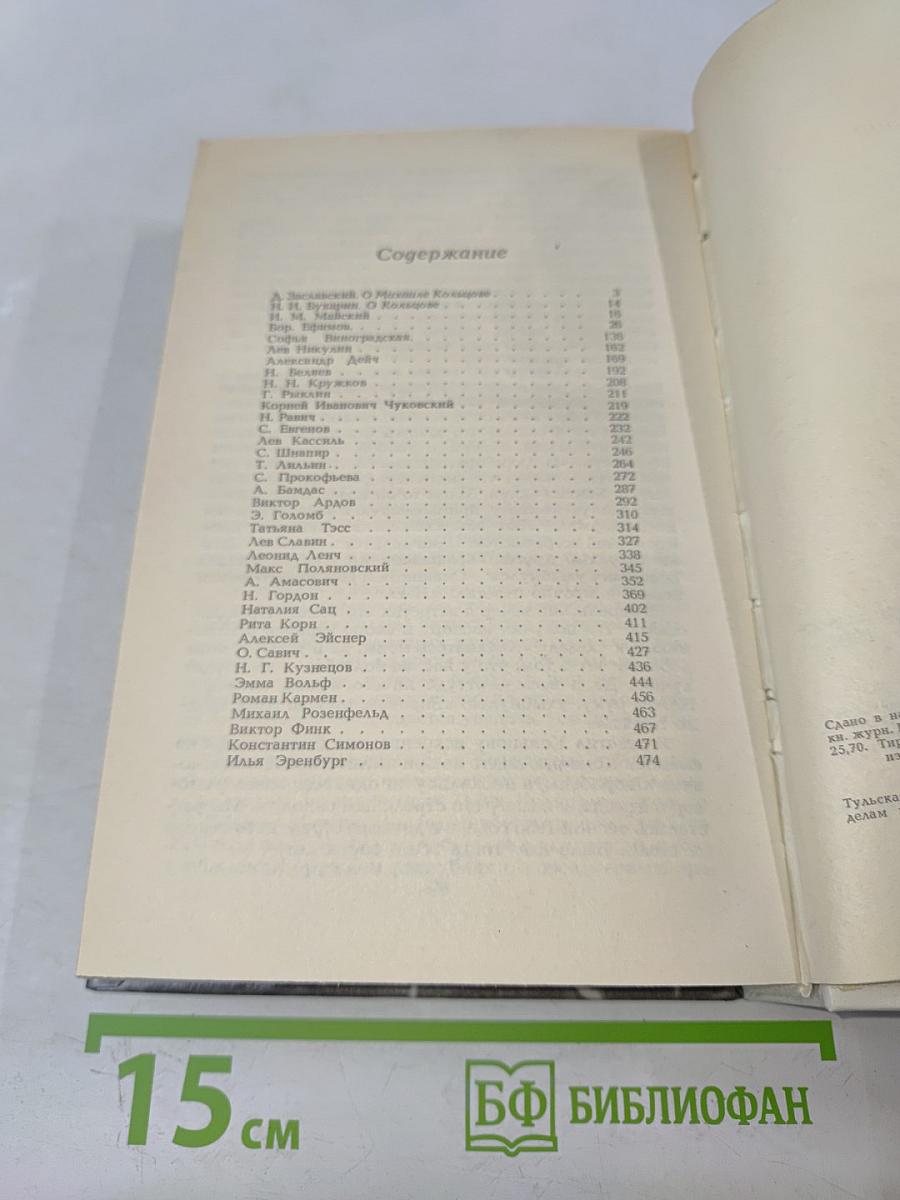 Содержание
Д. Заславский. О Михаиле Кольцове . . . . . . 3
Н. И. Бухарин. О Кольцове . . . . . . . . 14
И. М. Майский . . . . . . . . . . . 16
Бор. Ефимов. . . . . . . . . . . . 26
Софья Виноградская. . . . . . . . . . 136
Лев Никулин . . . . . . . . . . . . 162
Александр Дейч . . . . . . . . . . . 169
Н. Беляев . . . . . . . . . . . . . 192
Н. Н. Кружков . . . . . . . . . . . 208
Г. Рыклин . . . . . . . . . . . . . 211
Корней Иванович Чуковский . . . . . . . . 219
Н. Равич . . . . . . . . . . . . . 222
С. Евгенов . . . . . . . . . . . . 232
Лев Кассиль . . . . . . . . . . . . 242
С. Шнапир . . . . . . . . . . . . . 246
Т. Лильин . . . . . . . . . . . . . 264
С. Прокофьева . . . . . . . . . . . 272
А. Бамдас . . . . . . . . . . . . . 287
Виктор Ардов . . . . . . . . . . . . 292
Э. Голомб . . . . . . . . . . . . . 310
Татьяна Тэсс . . . . . . . . . . . . 314
Лев Славин . . . . . . . . . . . . . 327
Леонид Ленч . . . . . . . . . . . . 338
Макс Поляновский . . . . . . . . . . 345
А. Амасович . . . . . . . . . . . . 352
Н. Гордон . . . . . . . . . . . . . 369
Наталия Сац . . . . . . . . . . . . 402
Рита Корн . . . . . . . . . . . . . 411
Алексей Эйснер . . . . . . . . . . . 415
О. Савич . . . . . . . . . . . . . . 427
Н. Г. Кузнецов . . . . . . . . . . . 436
Эмма Вольф . . . . . . . . . . . . . 444
Роман Кармен . . . . . . . . . . . . 456
Михаил Розенфельд . . . . . . . . . . 463
Виктор Финк . . . . . . . . . . . . 467
Константин Симонов . . . . . . . . . . 471
Илья Эренбург . . . . . . . . . . . . 474
Сдано в на
кн. журн.
25,70. Тир
из
Тульска
делам
15 см
БФ БИБЛИОФАН